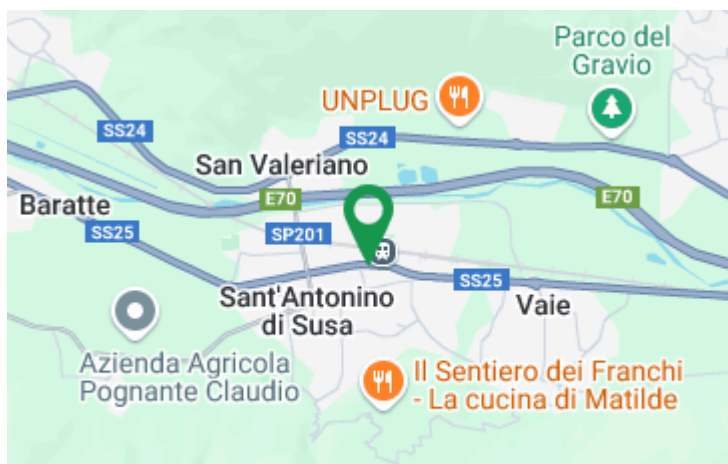 Parco del
Gravio
UNPLUG
SS24
SS24
San Valeriano
E70
E70
Baratte
SS25
SP201
SS25
Sant'Antonino
di Susa
Vaie
Azienda Agricola
Pognante Claudio
Il Sentiero dei Franchi
- La cucina di Matilde